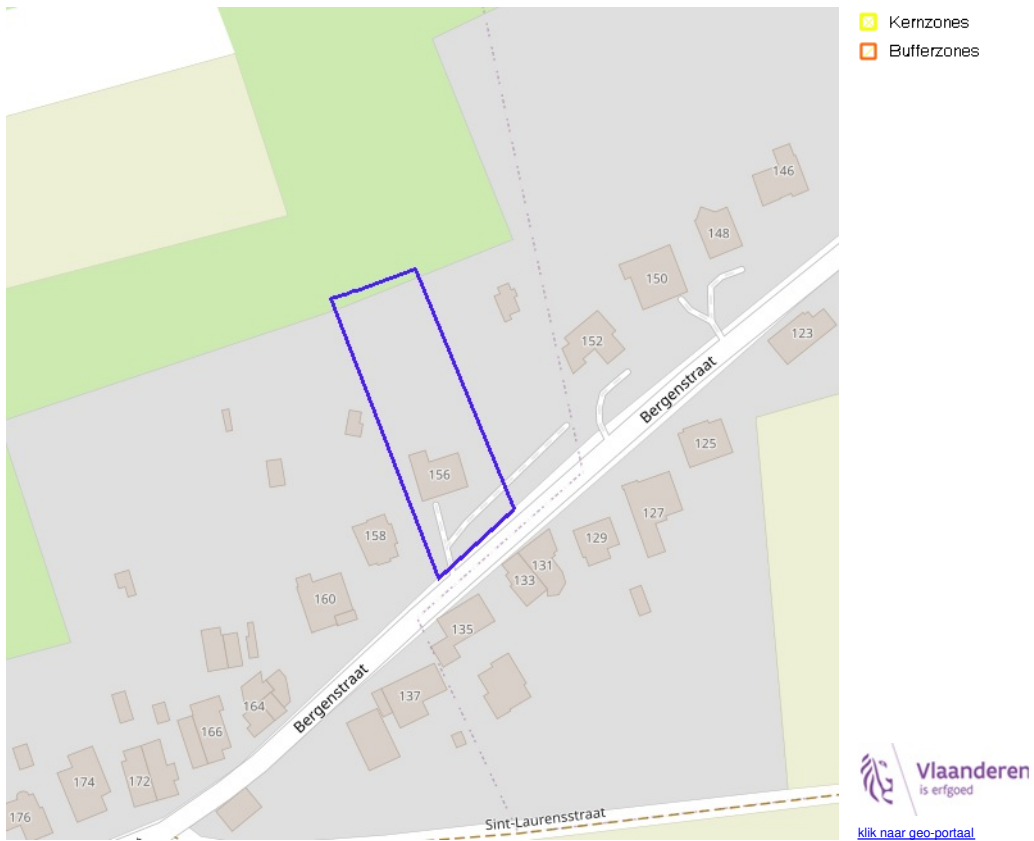 Kernzones
Bufferzones
146
148
150
123
152
Bergenstraat
125
156
127
158
129
131
133
160
135
Bergenstraat
137
164
166
174
172
176
Sint-Laurensstraat
Vlaanderen
is erfgoed
klik naar geo-portaal